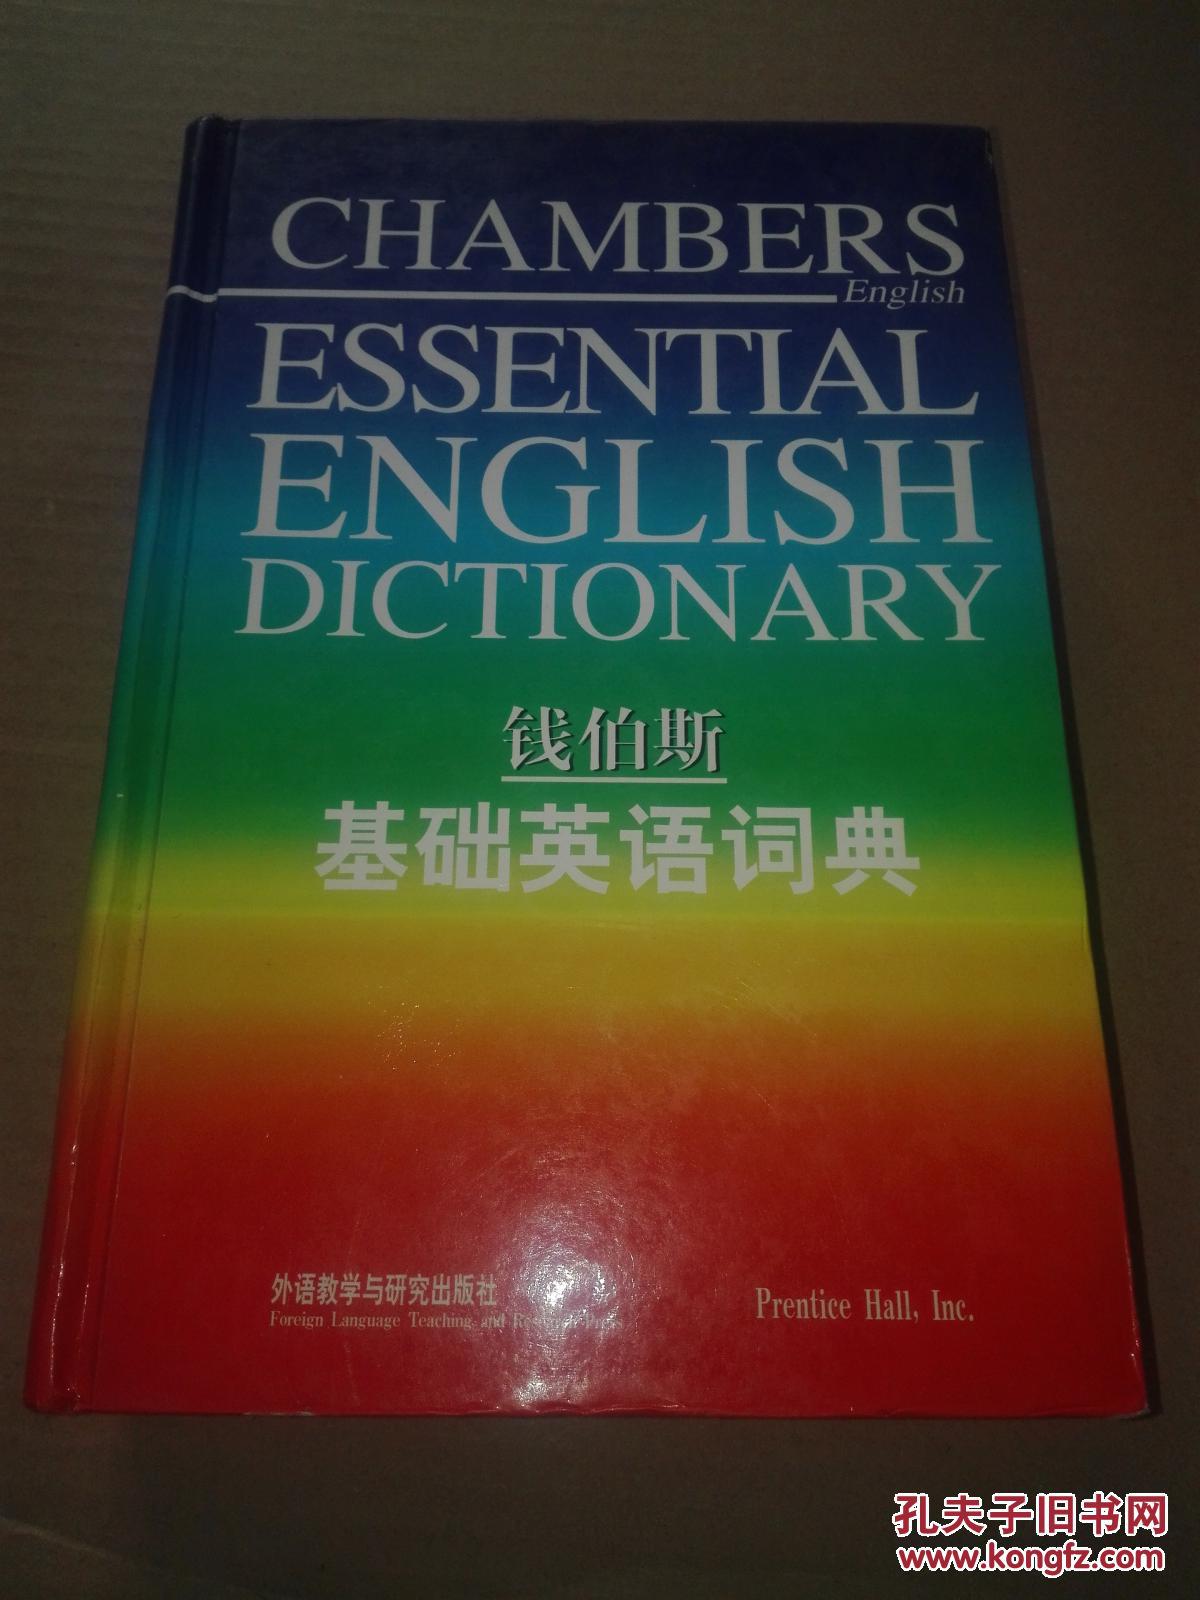 CHAMBERS
English
ESSENTIAL
ENGLISH
DICTIONARY
钱伯斯
基础英语词典
外语教学与研究出版社
Foreign Language Teaching and Research Press
Prentice Hall, Inc.
孔夫子旧书网
www.kongfz.com